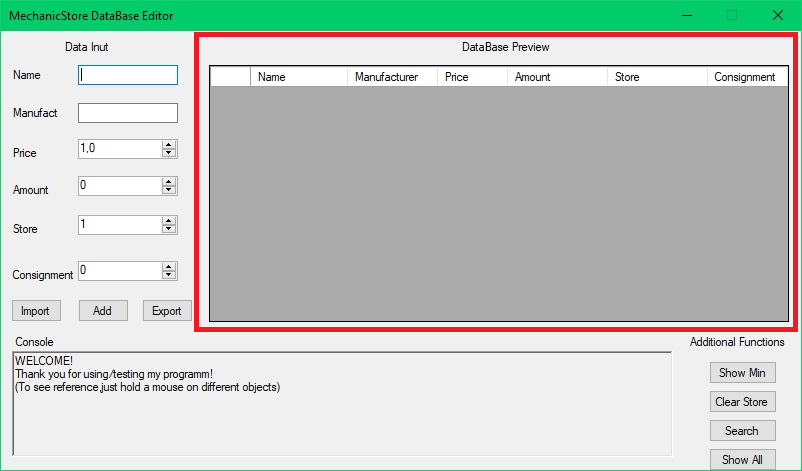 MechanicStore DataBase Editor
Data Inut
Name
Manufact
Price 1,0
Amount 0
Store 1
Consignment 0
Import Add Export
DataBase Preview
Name Manufacturer Price Amount Store Consignment
Console
WELCOME!
Thank you for using/testing my programm!
(To see reference,just hold a mouse on different objects)
Additional Functions
Show Min
Clear Store
Search
Show All